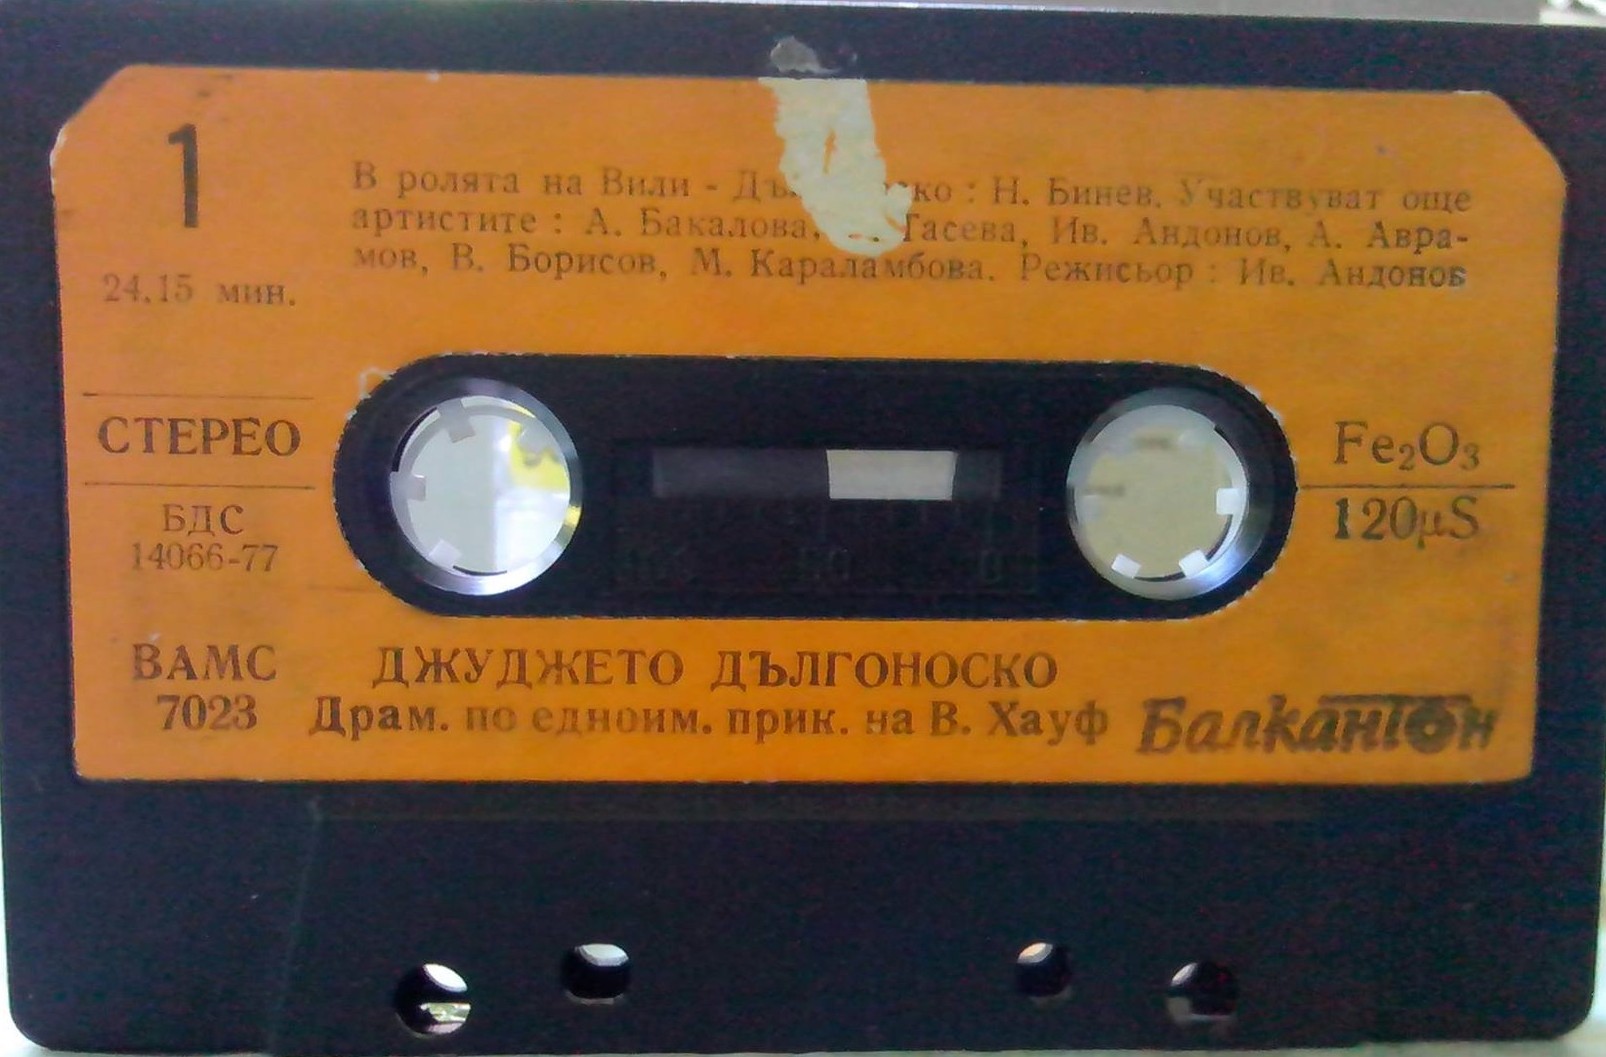 1
24.15 мин.
В ролята на Вили - : Н. Бинев. Участвуват още
артистите : А. Бакалова, Тасева, Ив. Андонов, А. Авра-
мов, В. Борисов, М. Караламбова. Режисьор : Ив. Андонов
СТЕРЕО
БДС
14066-77
Fe₂O₃
120µS
ВАМС
7023
ДЖУДЖЕТО ДЪЛГОНОСКО
Драм. по едноим. прик. на В. Хауф
Балкантон